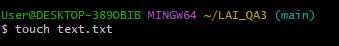 User@DESKTOP-389OBIB MINGW64 ~/LAI_QA3 (main)
$ touch text.txt